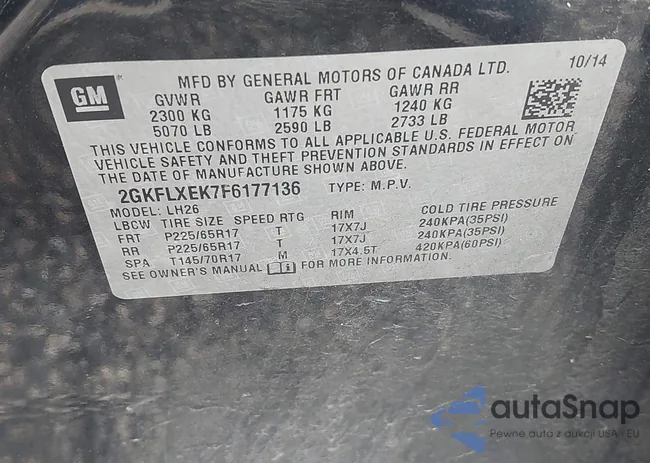 GM
MFD BY GENERAL MOTORS OF CANADA LTD. 10/14
GVWR GAWR FRT GAWR RR
2300 KG 1175 KG 1240 KG
5070 LB 2590 LB 2733 LB
THIS VEHICLE CONFORMS TO ALL APPLICABLE U.S. FEDERAL MOTOR
VEHICLE SAFETY AND THEFT PREVENTION STANDARDS IN EFFECT ON
THE DATE OF MANUFACTURE SHOWN ABOVE.
2GKFLXEK7F6177136 TYPE: M.P.V.
MODEL: LH26
LBCW TIRE SIZE SPEED RTG RIM COLD TIRE PRESSURE
FRT P225/65R17 T 17X7J 240KPA(35PSI)
RR P225/65R17 T 17X7J 240KPA(35PSI)
SPA T145/70R17 M 17X4.5T 420KPA(60PSI)
SEE OWNER'S MANUAL FOR MORE INFORMATION.
autaSnap
Pewne auta z aukcji USA - EU